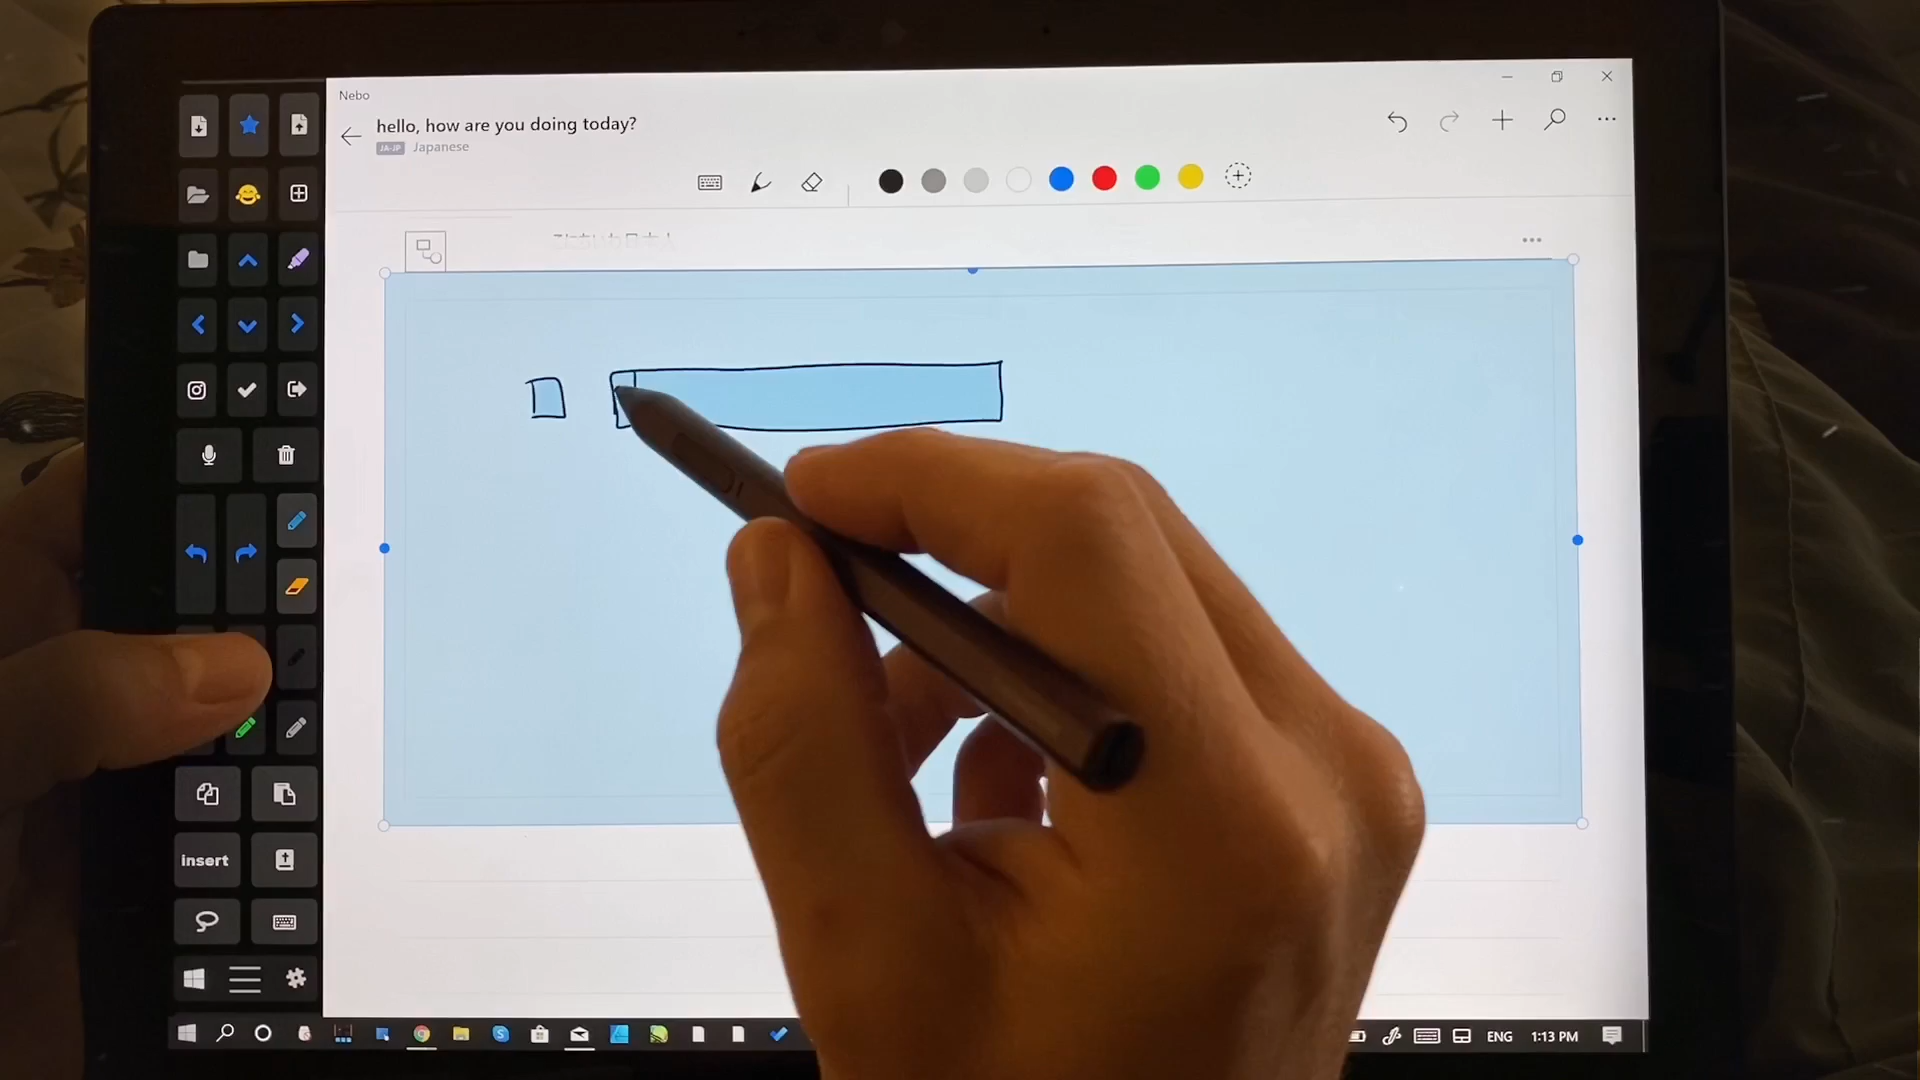 Nebo
hello, how are you doing today?
JA-JP Japanese
insert
ENG 1:13 PM